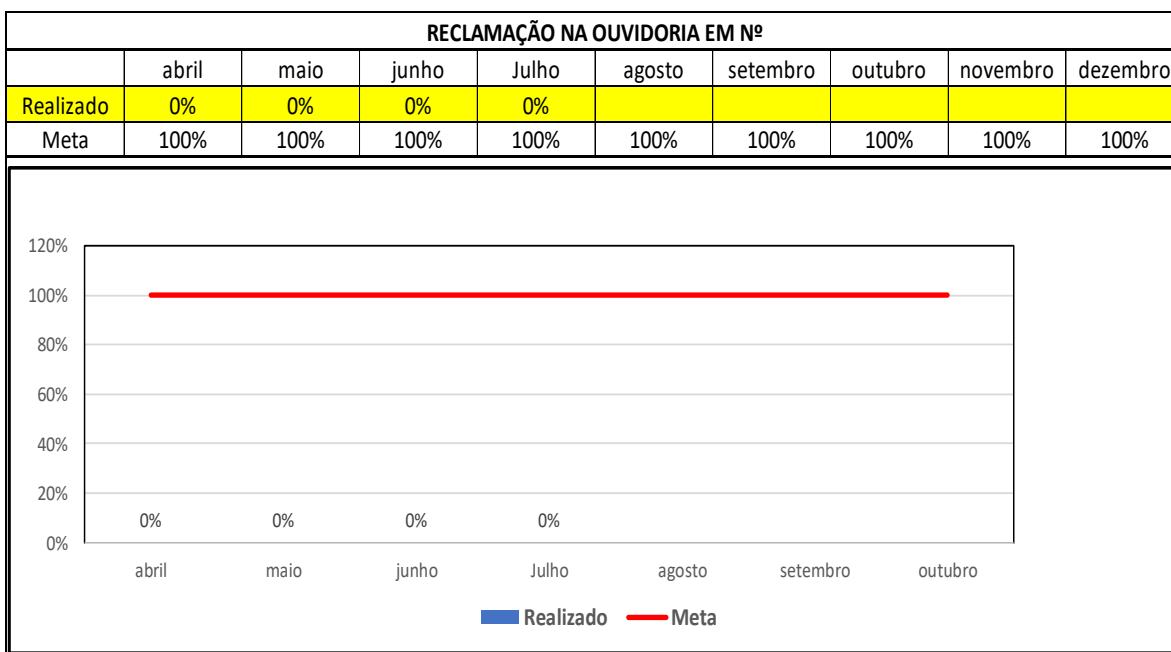 RECLAMAÇÃO NA OUVIDORIA EM Nº
abril maio junho Julho agosto setembro outubro novembro dezembro
Realizado 0% 0% 0% 0%
Meta 100% 100% 100% 100% 100% 100% 100% 100% 100%
120%
100%
80%
60%
40%
20%
0% 0% 0% 0%
0%
abril maio junho Julho agosto setembro outubro
Realizado Meta